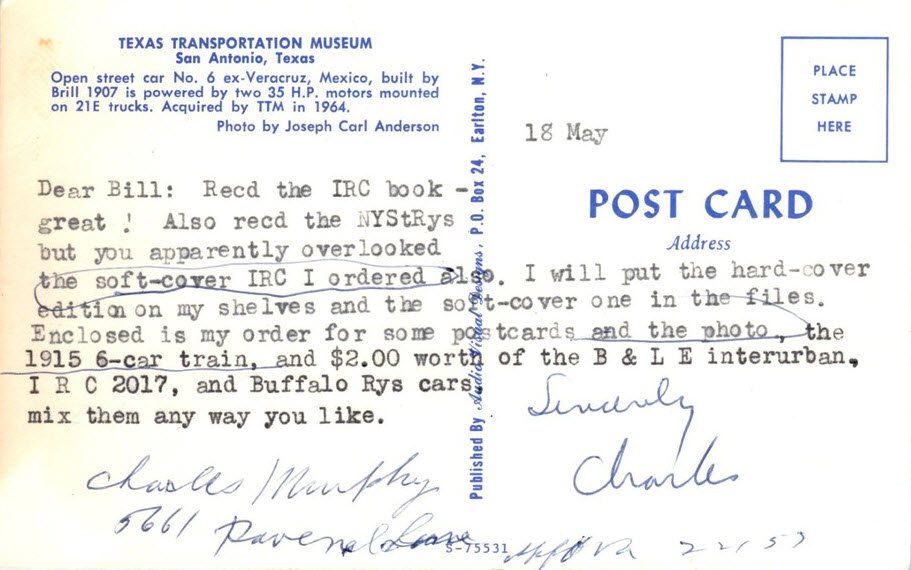 TEXAS TRANSPORTATION MUSEUM
San Antonio, Texas
Open street car No. 6 ex-Veracruz, Mexico, built by
Brill 1907 is powered by two 35 H.P. motors mounted
on 21E trucks. Acquired by TTM in 1964.
Photo by Joseph Carl Anderson
Published By Audio Visual Designs, P.O. Box 24, Earlton, N.Y.
PLACE
STAMP
HERE
18 May
POST CARD
Address
Dear Bill: Recd the IRC book -
great ! Also recd the NYStRys
but you apparently overlooked
the soft-cover IRC I ordered also. I will put the hard-cover
edition on my shelves and the soft-cover one in the files.
Enclosed is my order for some postcards and the photo, the
1915 6-car train, and $2.00 worth of the B & L E interurban,
I R C 2017, and Buffalo Rys cars,
mix them any way you like.
Sincerely
Charles
Charles Murphy
5661 Ravenel Lane
22153
S-75531